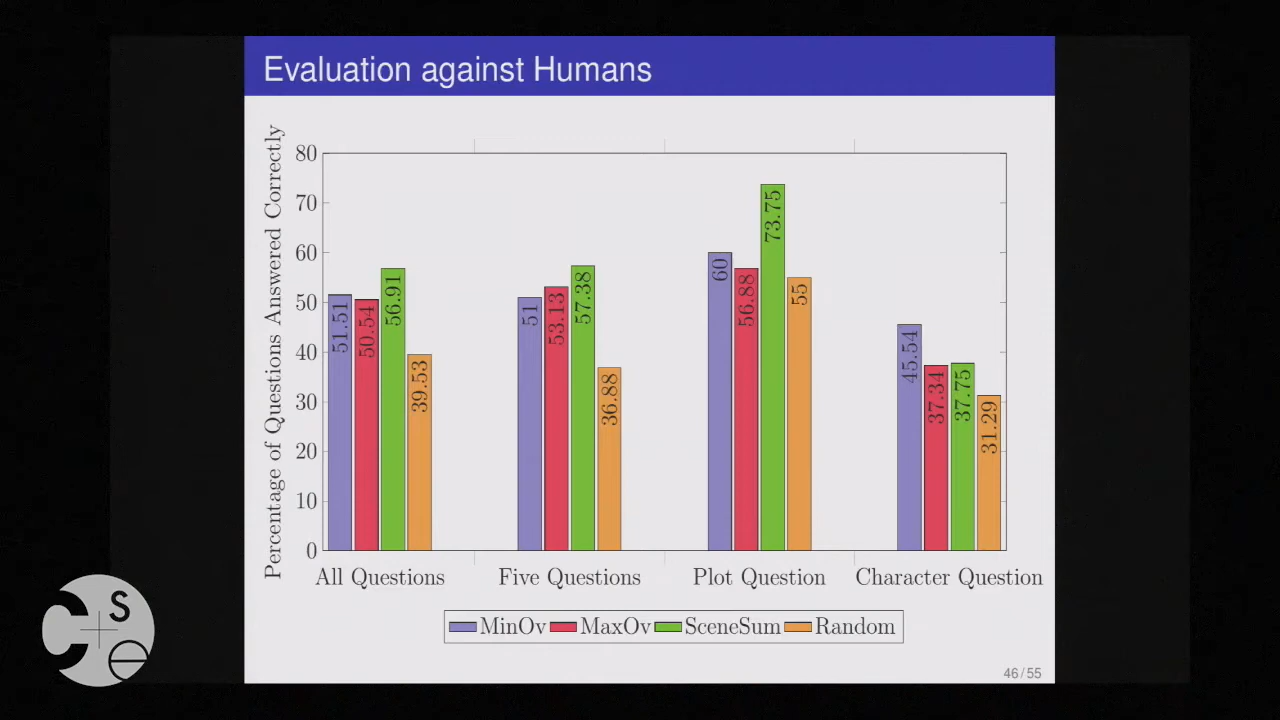 Evaluation against Humans
Percentage of Questions Answered Correctly
80
70
60
50
40
30
20
10
0
51.51
50.54
56.91
39.53
51
53.13
57.38
36.88
60
56.88
73.75
55
45.54
37.34
37.75
31.29
All Questions
Five Questions
Plot Question
Character Question
MinOv
MaxOv
SceneSum
Random
46 / 55
C S e